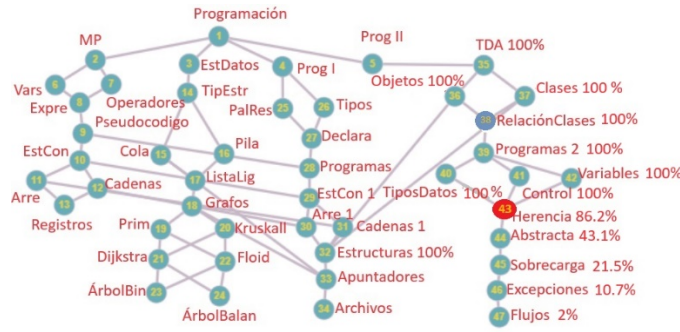 Programación
1
MP
2
EstDatos
3
4
Prog I
Prog II
5
TDA 100%
35
Vars
6
7
Operadores
TipEstr
14
PalRes
25
26
Tipos
Objetos 100%
36
37
Clases 100 %
Expre
8
Pseudocodigo
9
27
Declara
38
RelaciónClases 100%
EstCon
10
Cola
15
16
Pila
28
Programas
39
Programas 2 100%
Arre
11
12
Cadenas
17
ListaLig
29
EstCon 1
40
TiposDatos 100 %
41
Control 100%
42
Variables 100%
13
Registros
18
Grafos
Arre 1
30
31
Cadenas 1
43
Herencia 86.2%
Prim
19
20
Kruskall
32
Estructuras 100%
44
Abstracta 43.1%
Dijkstra
21
22
Floid
33
Apuntadores
45
Sobrecarga 21.5%
ÁrbolBin
23
24
ÁrbolBalan
34
Archivos
46
Excepciones 10.7%
47
Flujos 2%